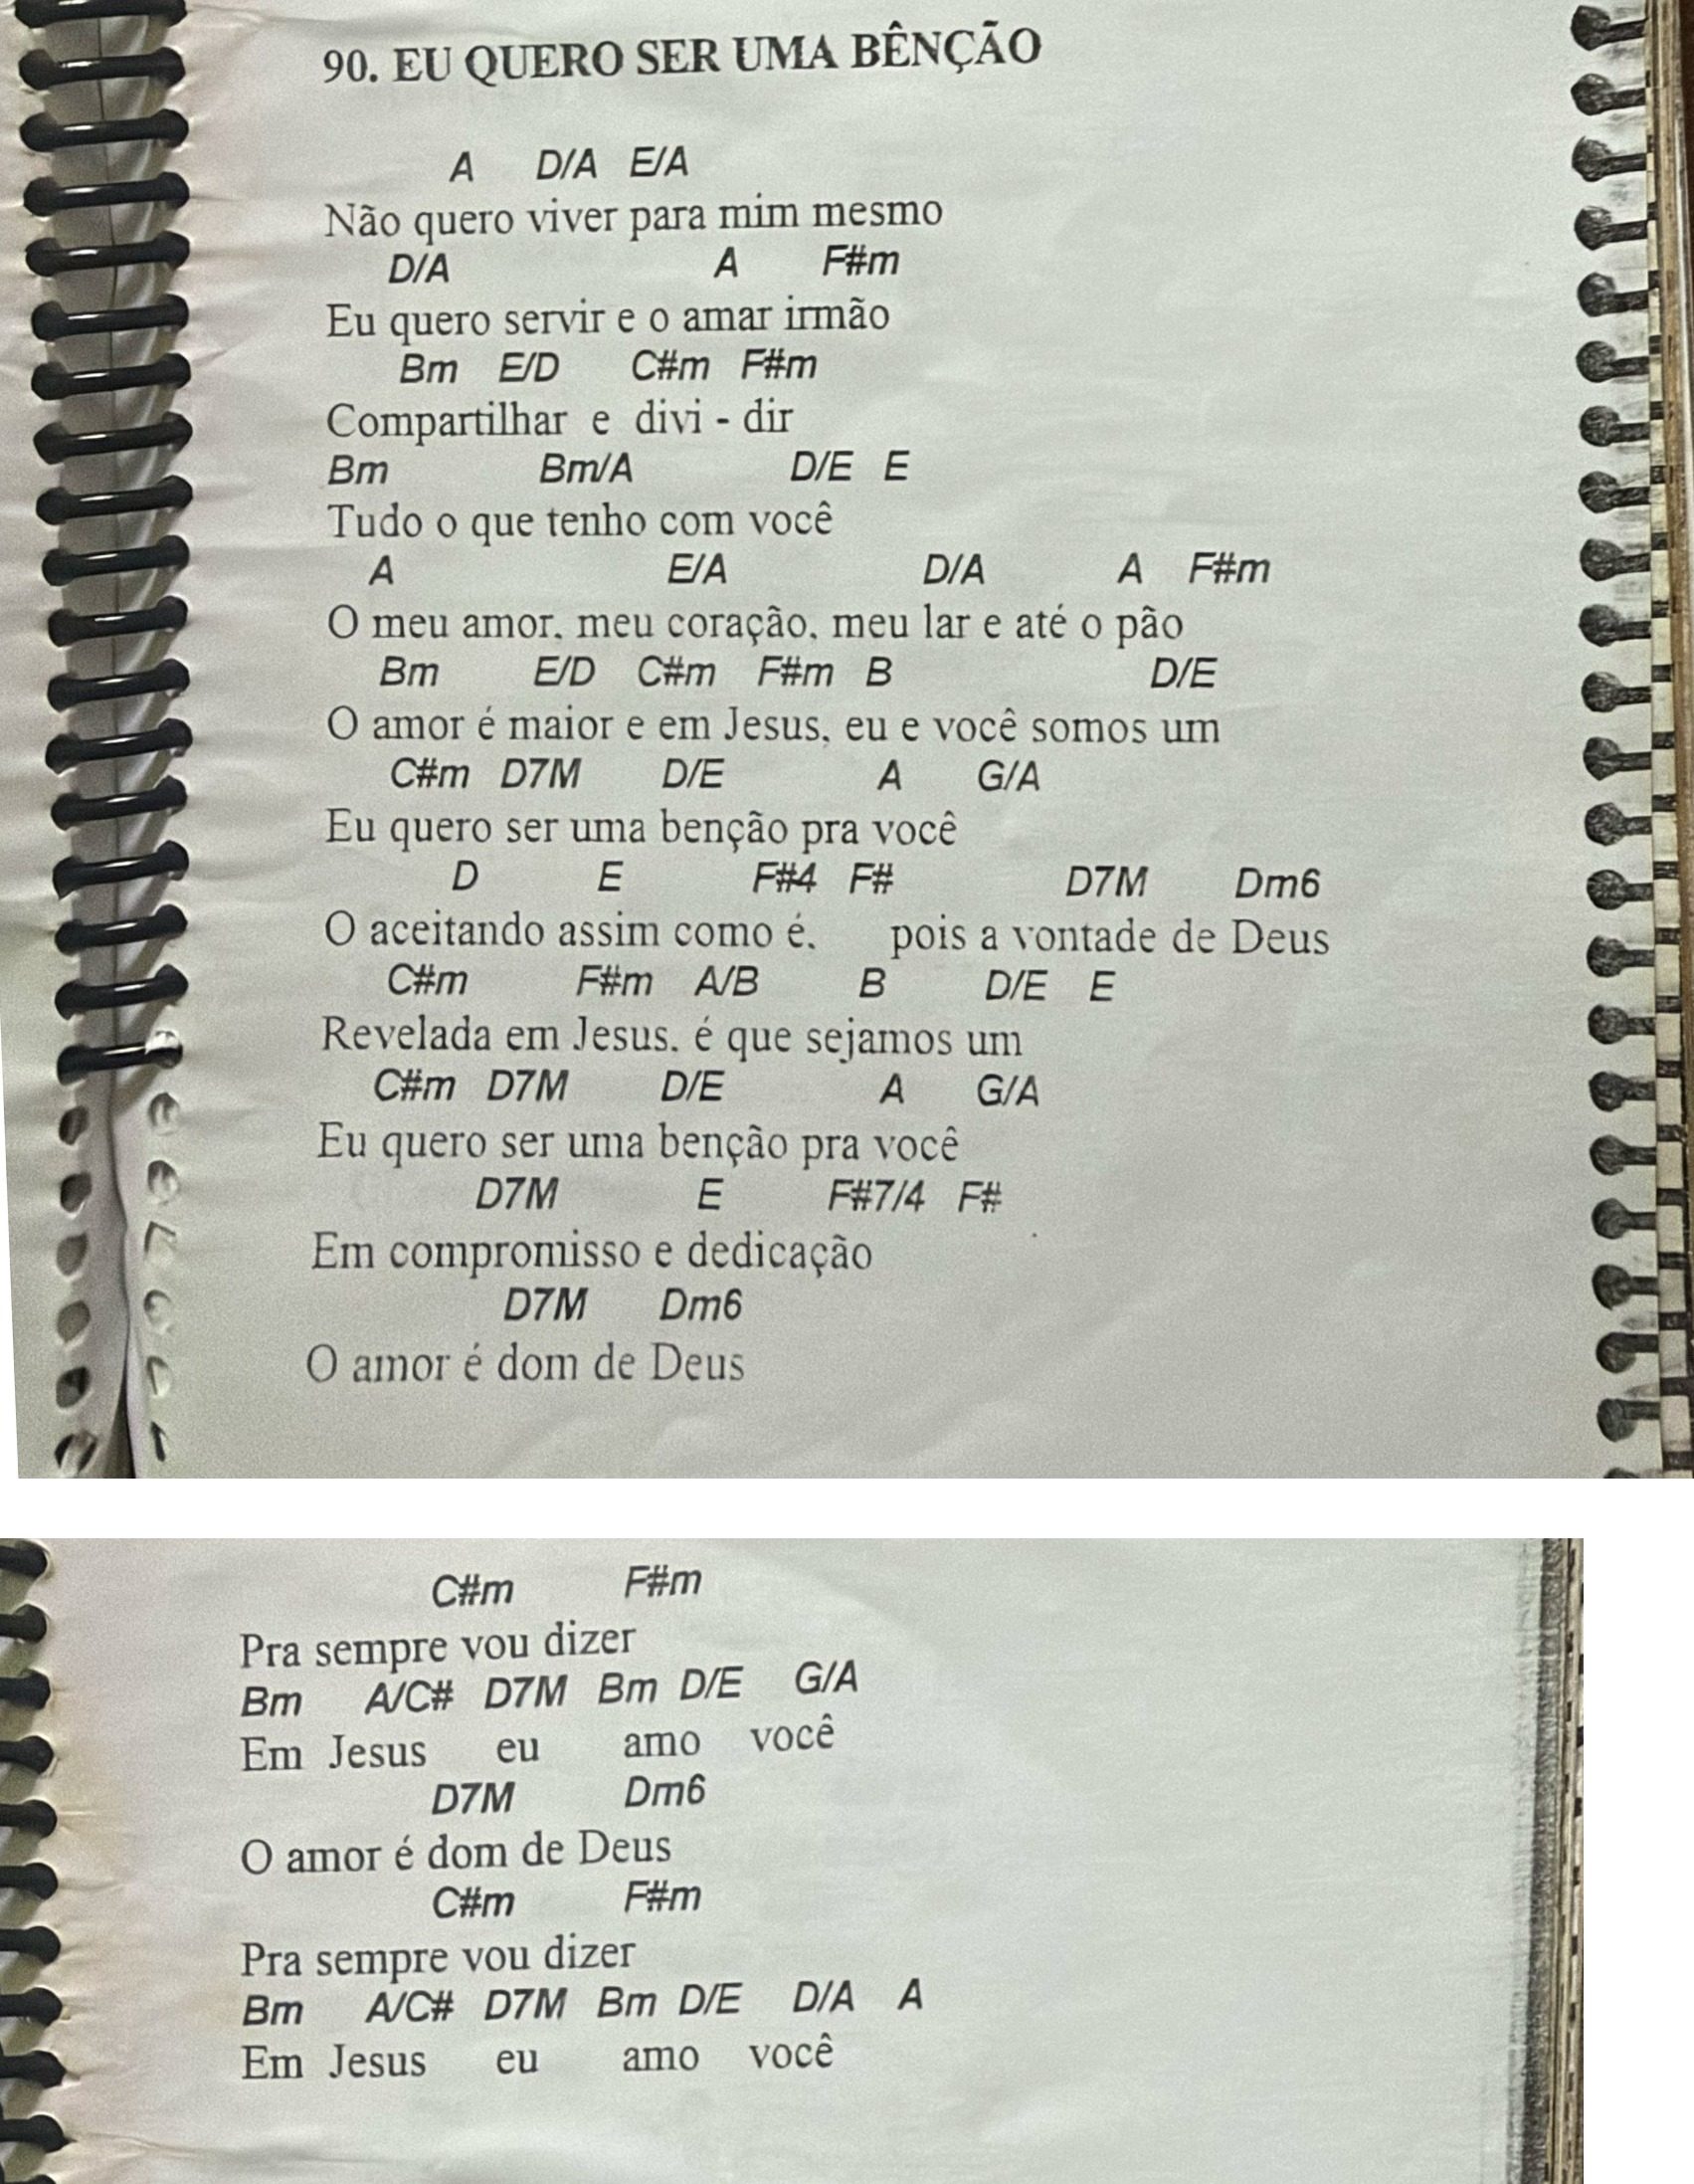 90. EU QUERO SER UMA BÊNÇÃO
A D/A E/A
Não quero viver para mim mesmo
D/A A F#m
Eu quero servir e o amar irmão
Bm E/D C#m F#m
Compartilhar e divi - dir
Bm Bm/A D/E E
Tudo o que tenho com você
A E/A D/A A F#m
O meu amor, meu coração, meu lar e até o pão
Bm E/D C#m F#m B D/E
O amor é maior e em Jesus, eu e você somos um
C#m D7M D/E A G/A
Eu quero ser uma benção pra você
D E F#4 F# D7M Dm6
O aceitando assim como é, pois a vontade de Deus
C#m F#m A/B B D/E E
Revelada em Jesus, é que sejamos um
C#m D7M D/E A G/A
Eu quero ser uma benção pra você
D7M E F#7/4 F#
Em compromisso e dedicação
D7M Dm6
O amor é dom de Deus
C#m F#m
Pra sempre vou dizer
Bm A/C# D7M Bm D/E G/A
Em Jesus eu amo você
D7M Dm6
O amor é dom de Deus
C#m F#m
Pra sempre vou dizer
Bm A/C# D7M Bm D/E D/A A
Em Jesus eu amo você